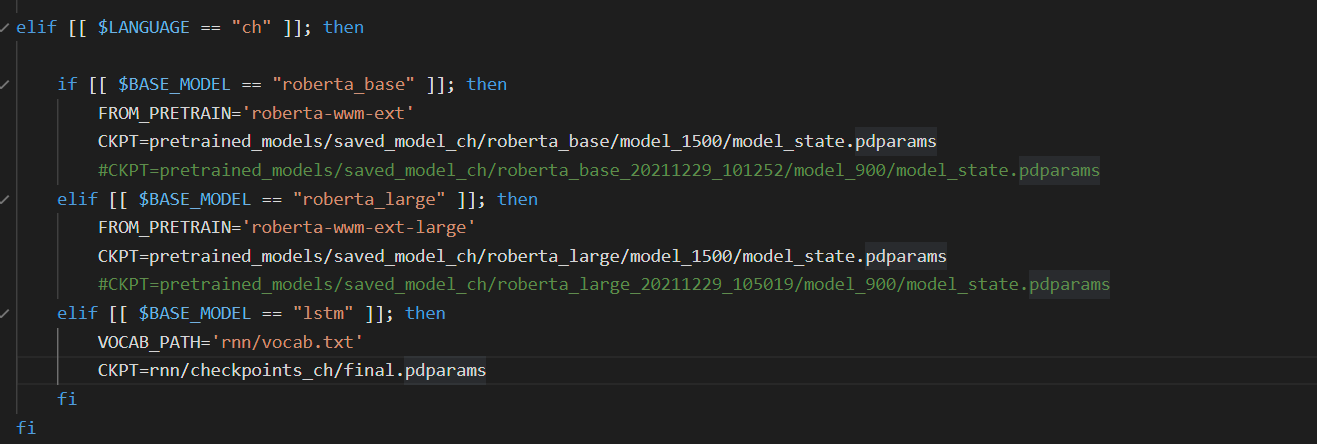 elif [[ $LANGUAGE == "ch" ]]; then
if [[ $BASE_MODEL == "roberta_base" ]]; then
FROM_PRETRAIN='roberta-wwm-ext'
CKPT=pretrained_models/saved_model_ch/roberta_base/model_1500/model_state.pdparams
#CKPT=pretrained_models/saved_model_ch/roberta_base_20211229_101252/model_900/model_state.pdparams
elif [[ $BASE_MODEL == "roberta_large" ]]; then
FROM_PRETRAIN='roberta-wwm-ext-large'
CKPT=pretrained_models/saved_model_ch/roberta_large/model_1500/model_state.pdparams
#CKPT=pretrained_models/saved_model_ch/roberta_large_20211229_105019/model_900/model_state.pdparams
elif [[ $BASE_MODEL == "lstm" ]]; then
VOCAB_PATH='rnn/vocab.txt'
CKPT=rnn/checkpoints_ch/final.pdparams
fi
fi